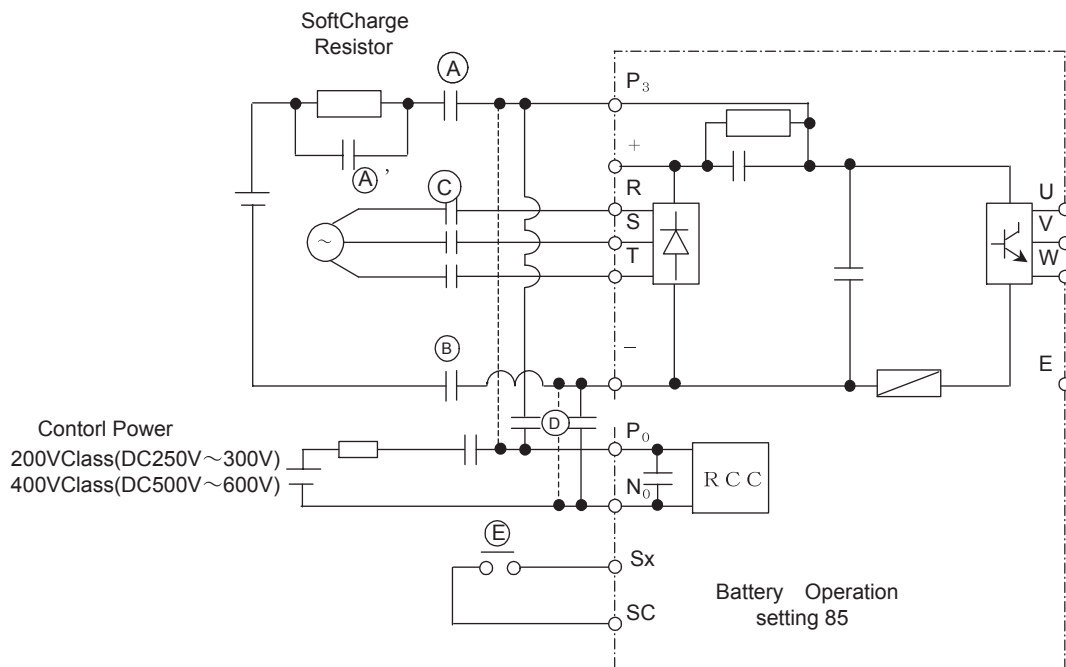 SoftCharge
Resistor
A
P₃
A'
+
C
R
S
T
~
U
V
W
B
−
E
D
Contorl Power
200VClass(DC250V～300V)
400VClass(DC500V～600V)
P₀
N₀
RCC
E
Sx
SC
Battery Operation
setting 85